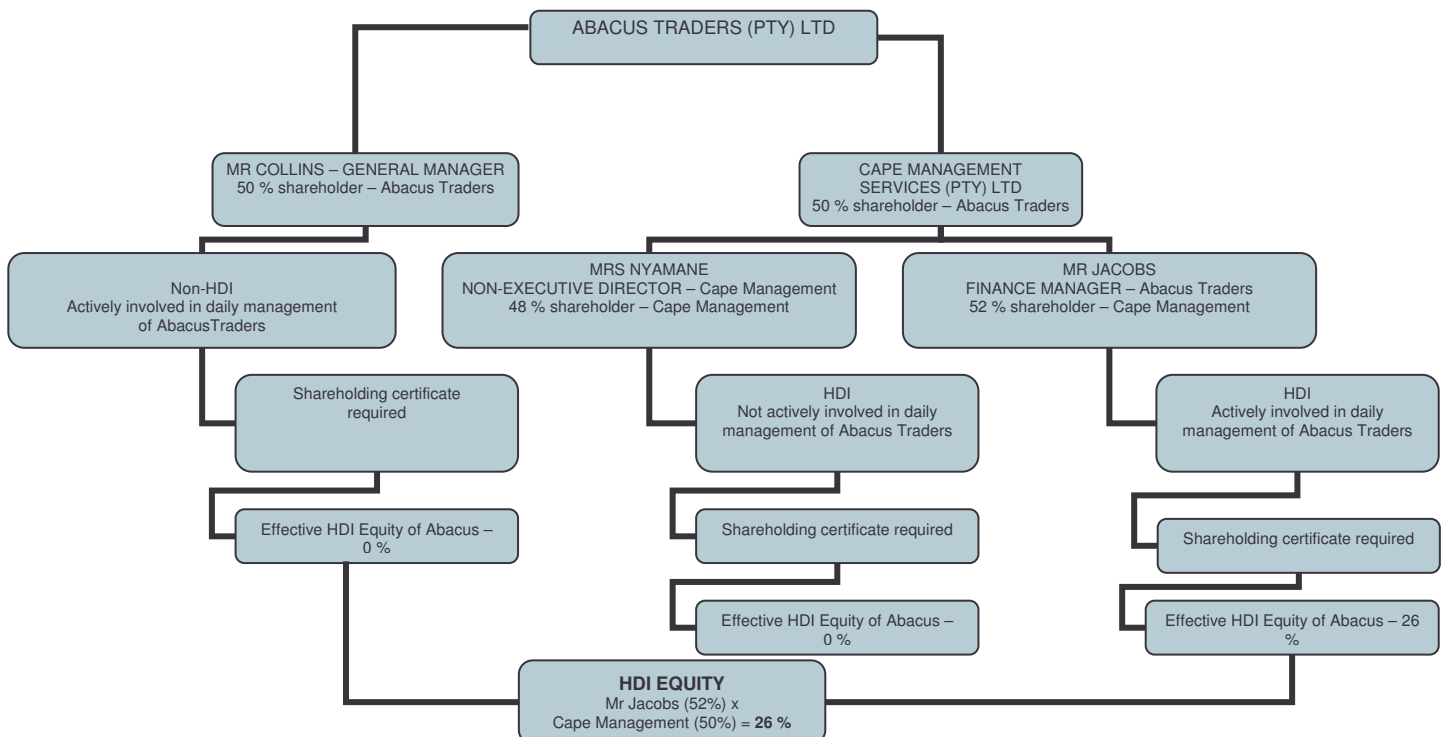 ABACUS TRADERS (PTY) LTD
MR COLLINS – GENERAL MANAGER
50 % shareholder – Abacus Traders
CAPE MANAGEMENT
SERVICES (PTY) LTD
50 % shareholder – Abacus Traders
Non-HDI
Actively involved in daily management
of AbacusTraders
MRS NYAMANE
NON-EXECUTIVE DIRECTOR – Cape Management
48 % shareholder – Cape Management
MR JACOBS
FINANCE MANAGER – Abacus Traders
52 % shareholder – Cape Management
Shareholding certificate
required
HDI
Not actively involved in daily
management of Abacus Traders
HDI
Actively involved in daily
management of Abacus Traders
Effective HDI Equity of Abacus –
0 %
Shareholding certificate required
Shareholding certificate required
Effective HDI Equity of Abacus –
0 %
Effective HDI Equity of Abacus – 26
%
HDI EQUITY
Mr Jacobs (52%) x
Cape Management (50%) = 26 %